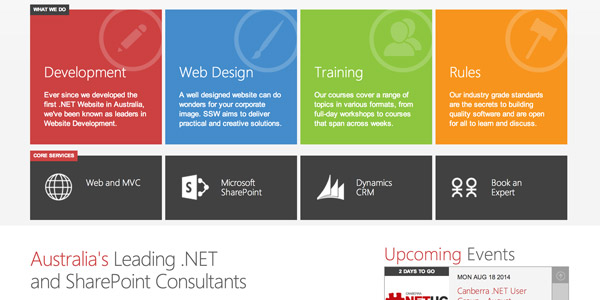 WHAT WE DO
Development
Ever since we developed the
first .NET Website in Australia,
we've been known as leaders in
Website Development.
Web Design
A well designed website can do
wonders for your corporate
image. SSW aims to deliver
practical and creative solutions.
Training
Our courses cover a range of
topics in various formats, from
full-day workshops to courses
that span across weeks.
Rules
Our industry grade standards
are the secrets to building
quality software and are open
for all to learn and discuss.
CORE SERVICES
Web and MVC
Microsoft
SharePoint
Dynamics
CRM
Book an
Expert
Australia's Leading .NET
and SharePoint Consultants
Upcoming Events
2 DAYS TO GO
MON AUG 18 2014
CANBERRA
Canberra .NET User